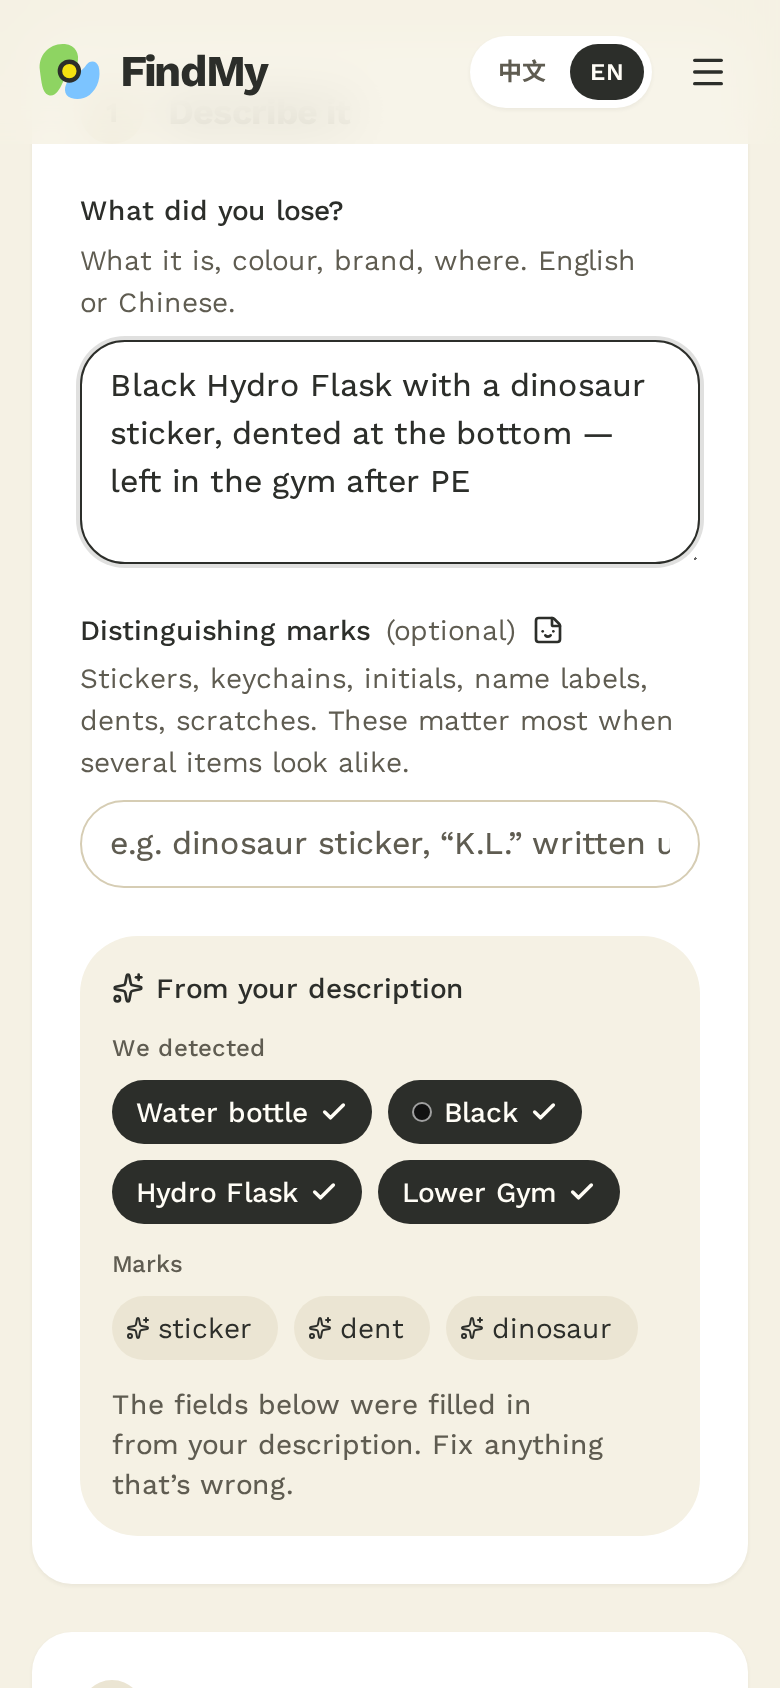 FindMy
中文
EN
Describe it
What did you lose?
What it is, colour, brand, where. English
or Chinese.
Black Hydro Flask with a dinosaur
sticker, dented at the bottom —
left in the gym after PE
Distinguishing marks (optional)
Stickers, keychains, initials, name labels,
dents, scratches. These matter most when
several items look alike.
e.g. dinosaur sticker, “K.L.” written
From your description
We detected
Water bottle
Black
Hydro Flask
Lower Gym
Marks
sticker
dent
dinosaur
The fields below were filled in
from your description. Fix anything
that’s wrong.